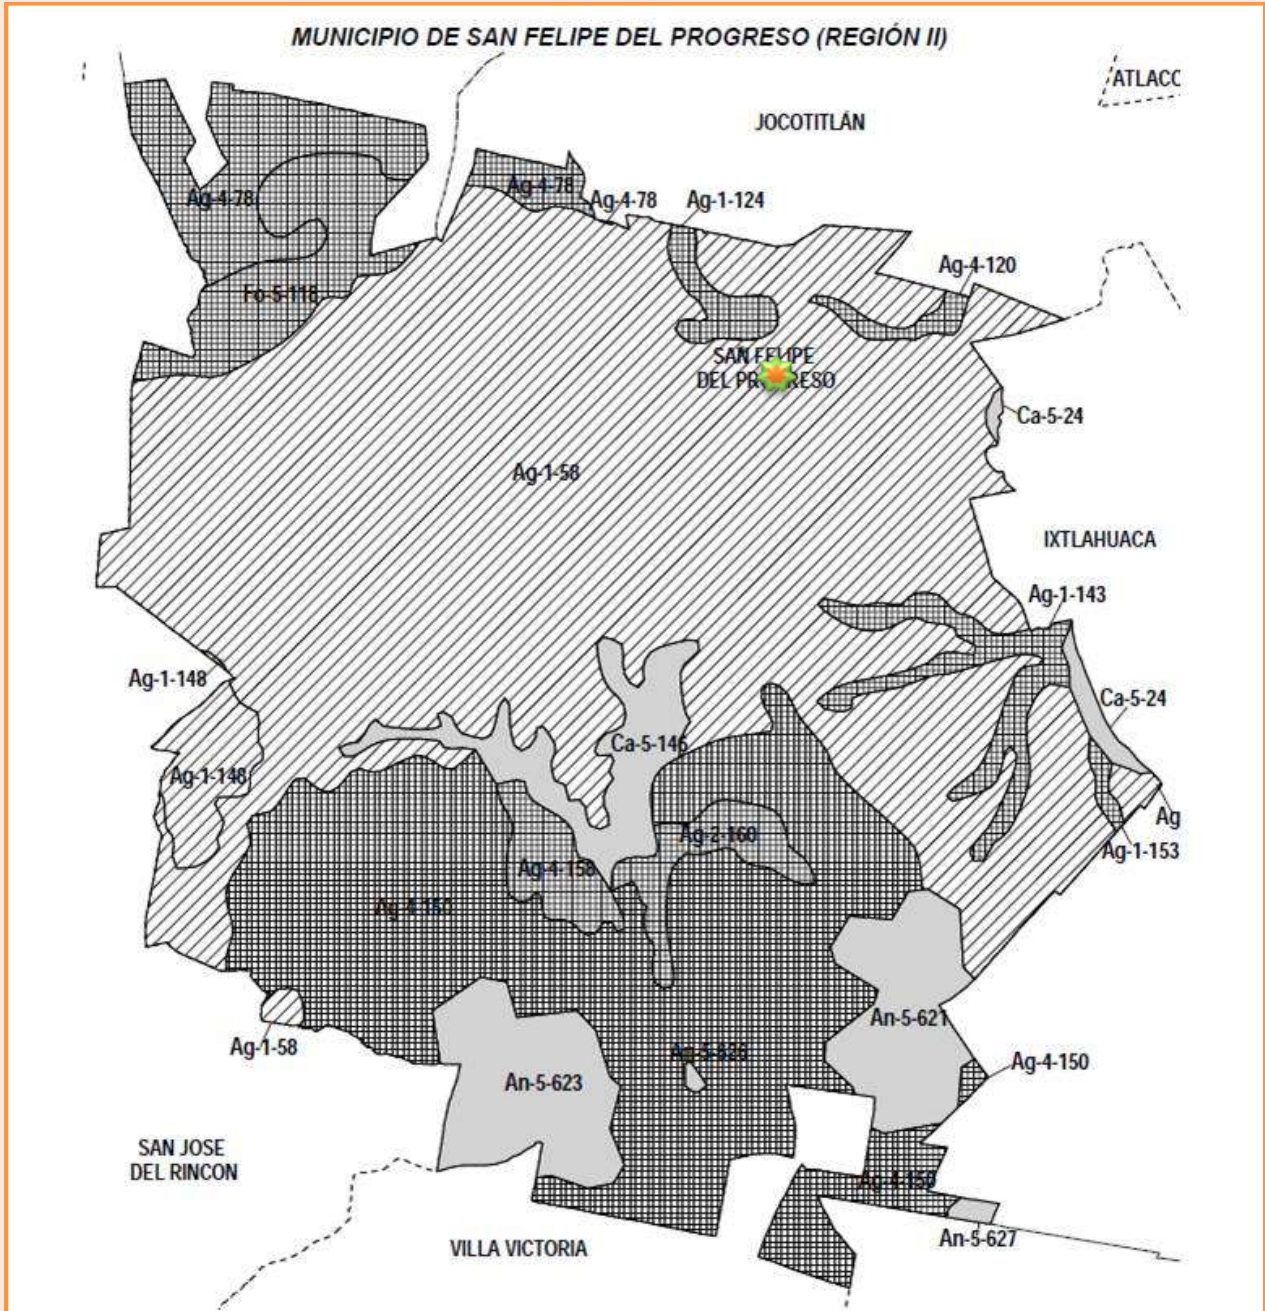 MUNICIPIO DE SAN FELIPE DEL PROGRESO (REGIÓN II)
ATLACC
JOCOTITLÁN
Ag-4-78
Ag-4-78
Ag-4-78
Ag-1-124
Ag-4-120
Fo-5-118
SAN FELIPE
DEL PROGRESO
Ca-5-24
Ag-1-58
IXTLAHUACA
Ag-1-143
Ag-1-148
Ca-5-24
Ca-5-146
Ag-1-148
Ag
Ag-2-160
Ag-1-153
Ag-4-158
An-5-621
Ag-1-58
Ag-4-150
An-5-623
SAN JOSE
DEL RINCON
Ag-4-150
An-5-627
VILLA VICTORIA